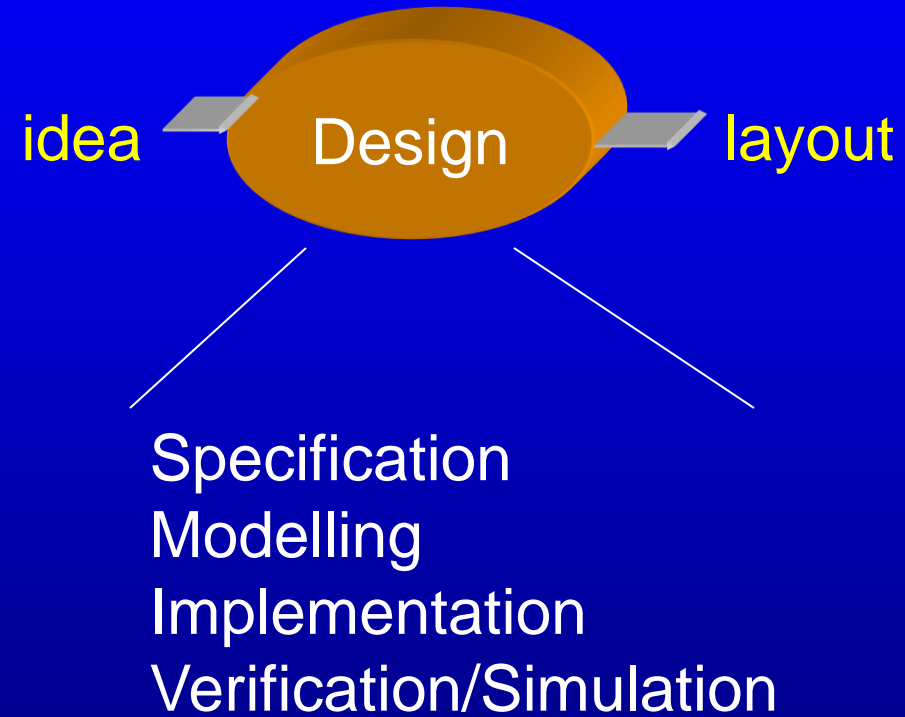 idea Design layout
Specification
Modelling
Implementation
Verification/Simulation